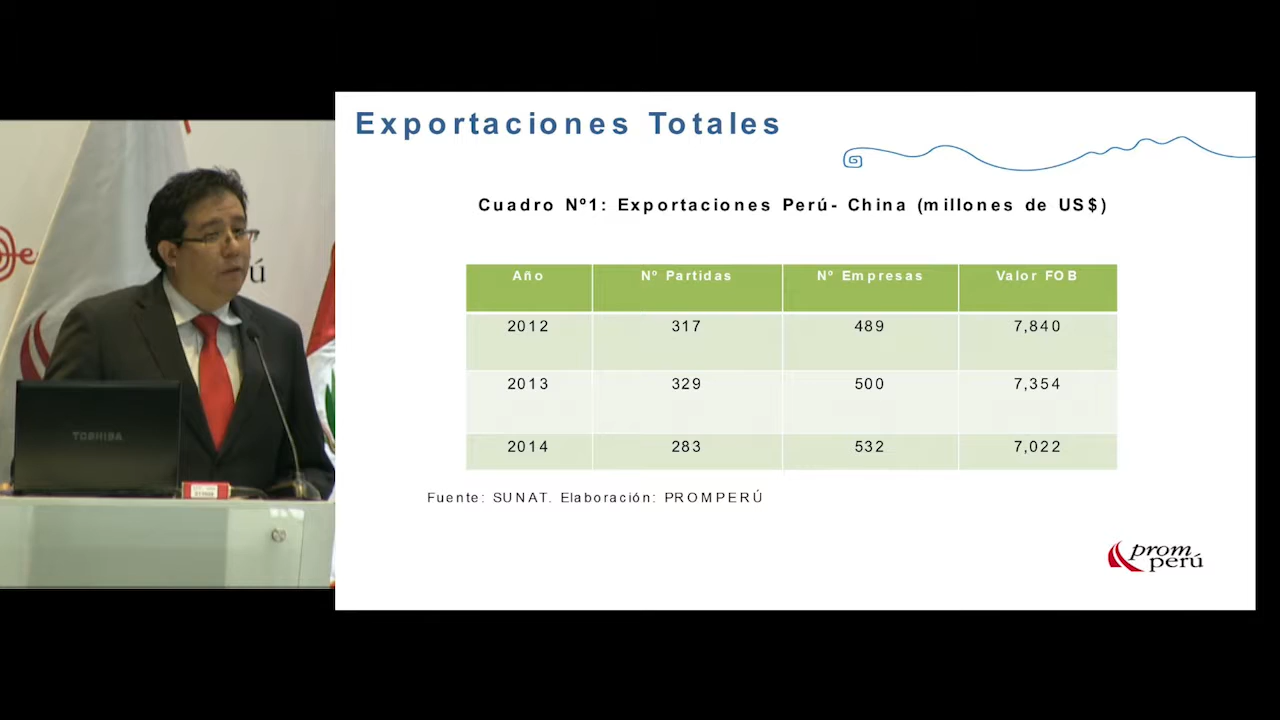 Exportaciones Totales
Cuadro Nº1: Exportaciones Perú- China (millones de US$)
Año Nº Partidas Nº Empresas Valor FOB
2012 317 489 7,840
2013 329 500 7,354
2014 283 532 7,022
Fuente: SUNAT. Elaboración: PROMPERÚ
prom
perú
TOSHIBA